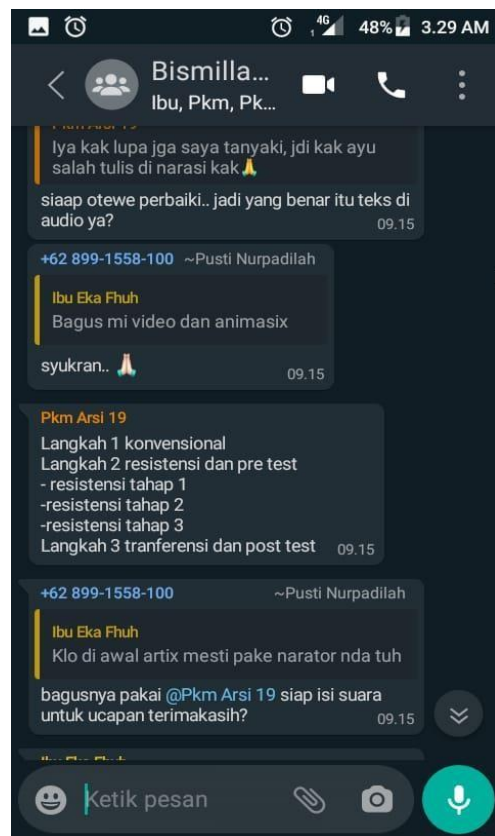 4G
1 48% 3.29 AM
Bismilla...
Ibu, Pkm, Pk...
Iya kak lupa jga saya tanyaki, jdi kak ayu
salah tulis di narasi kak🙏
siaap otewe perbaiki.. jadi yang benar itu teks di
audio ya?
09.15
+62 899-1558-100 ~Pusti Nurpadilah
Ibu Eka Fhuh
Bagus mi video dan animasix
syukran.. 🙏🏻
09.15
Pkm Arsi 19
Langkah 1 konvensional
Langkah 2 resistensi dan pre test
- resistensi tahap 1
-resistensi tahap 2
-resistensi tahap 3
Langkah 3 tranferensi dan post test 09.15
+62 899-1558-100 ~Pusti Nurpadilah
Ibu Eka Fhuh
Klo di awal artix mesti pake narator nda tuh
bagusnya pakai @Pkm Arsi 19 siap isi suara
untuk ucapan terimakasih?
09.15
Ketik pesan